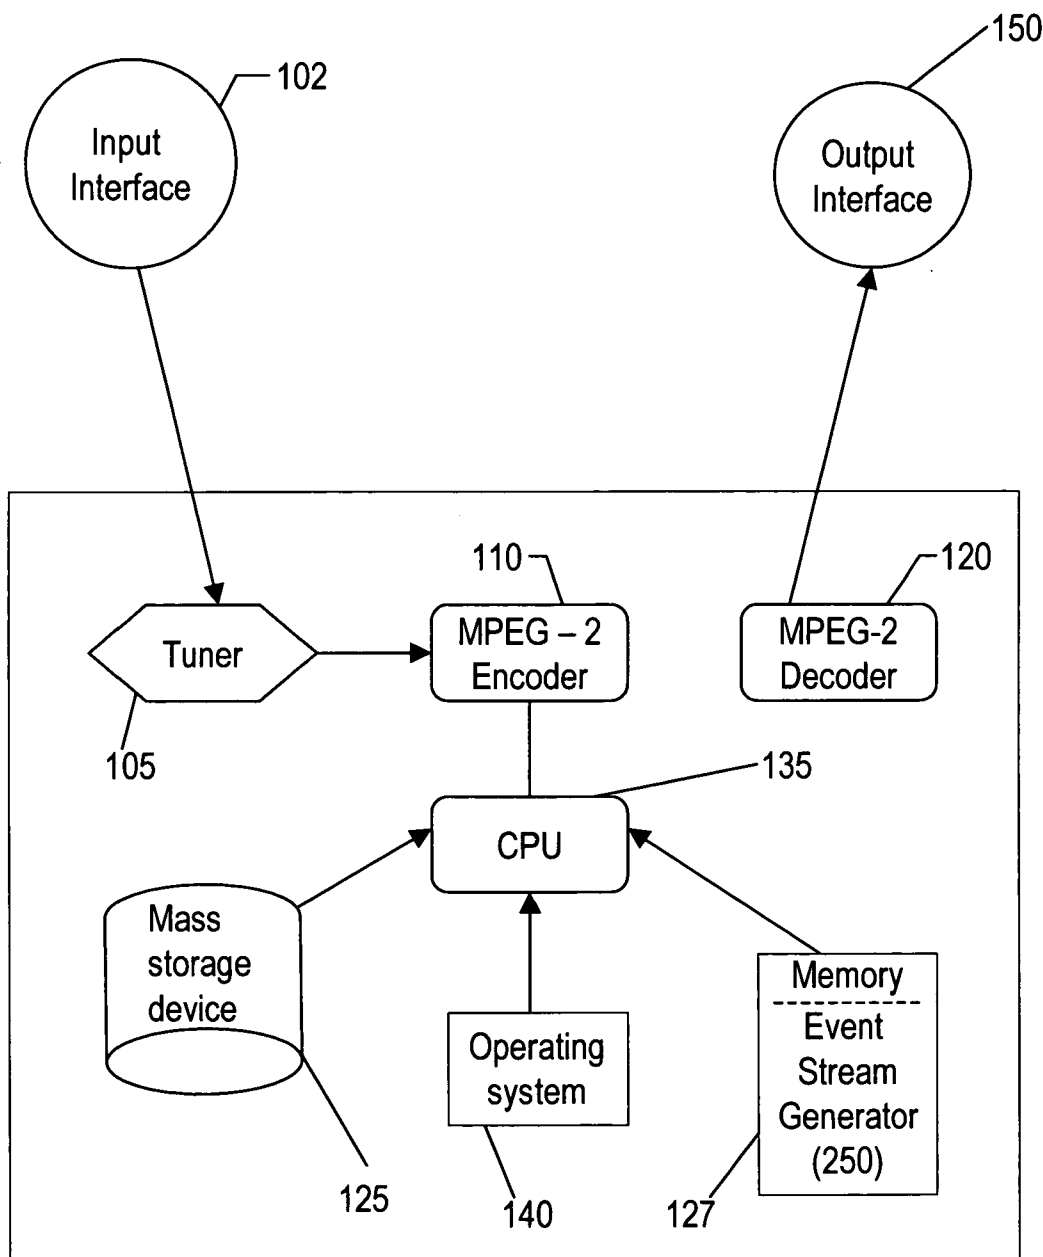 150
102
Input
Interface
Output
Interface
110
120
Tuner
MPEG – 2
Encoder
MPEG-2
Decoder
105
135
CPU
Mass
storage
device
Memory
Event
Stream
Generator
(250)
Operating
system
125
140
127